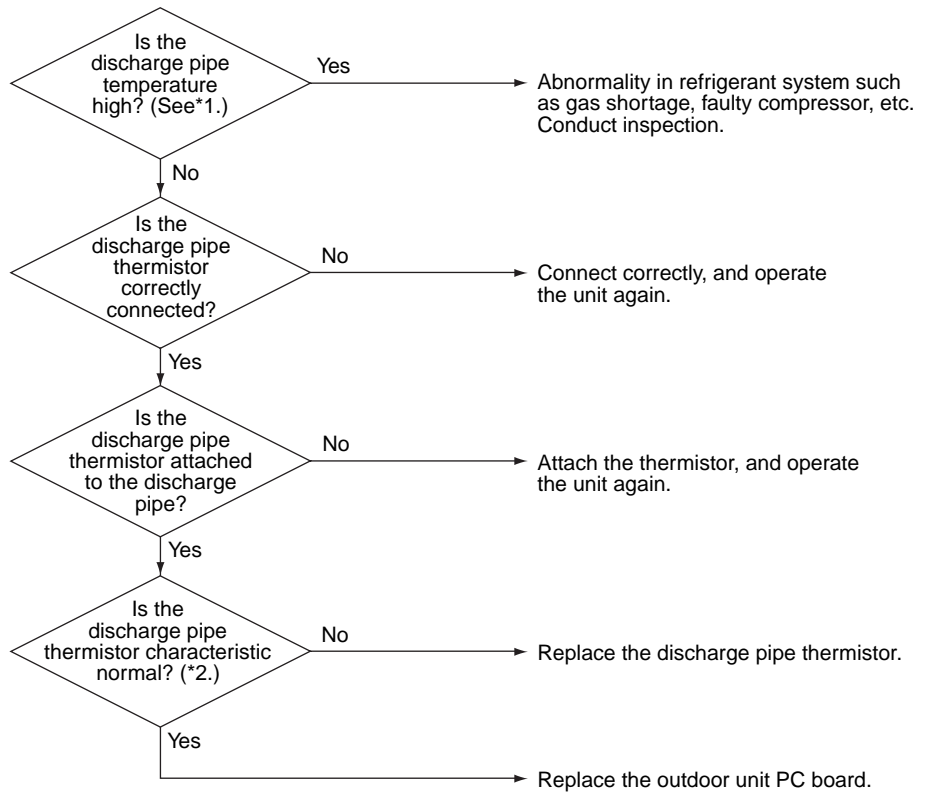 Is the
discharge pipe
temperature
high? (See*1.)
Yes
Abnormality in refrigerant system such
as gas shortage, faulty compressor, etc.
Conduct inspection.
No
Is the
discharge pipe
thermistor
correctly
connected?
No
Connect correctly, and operate
the unit again.
Yes
Is the
discharge pipe
thermistor attached
to the discharge
pipe?
No
Attach the thermistor, and operate
the unit again.
Yes
Is the
discharge pipe
thermistor characteristic
normal? (*2.)
No
Replace the discharge pipe thermistor.
Yes
Replace the outdoor unit PC board.